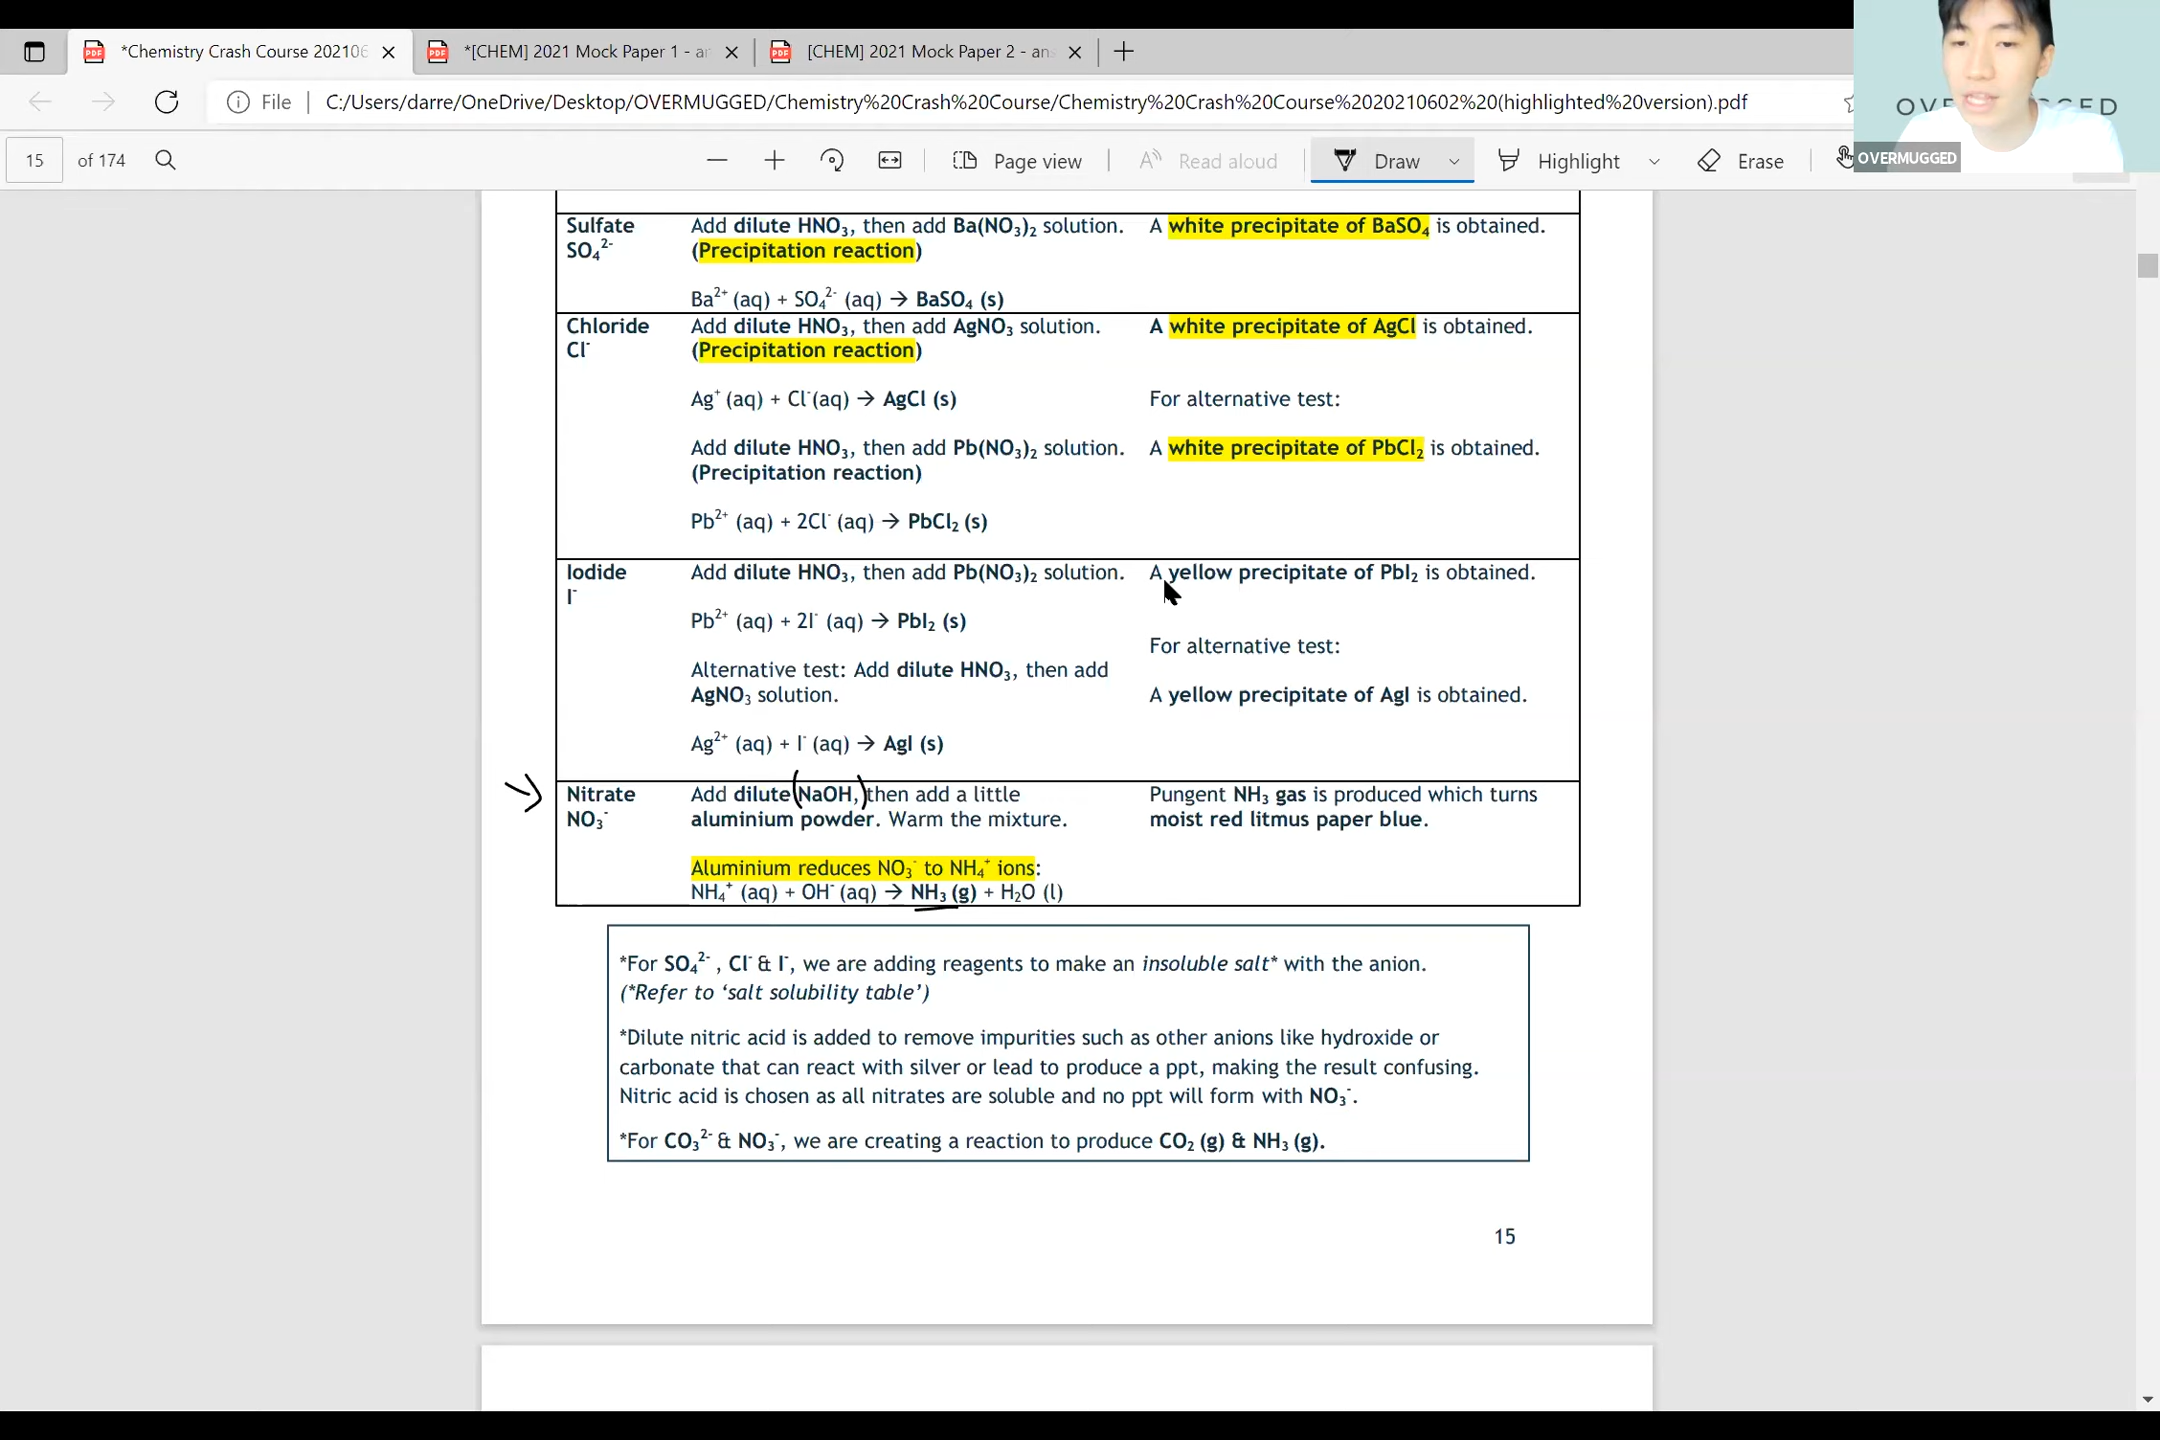 *Chemistry Crash Course 202106
*[CHEM] 2021 Mock Paper 1 - a
[CHEM] 2021 Mock Paper 2 - an
File
C:/Users/darre/OneDrive/Desktop/OVERMUGGED/Chemistry%20Crash%20Course/Chemistry%20Crash%20Course%2020210602%20(highlighted%20version).pdf
OVERMUGGED
15 of 174
Page view
Read aloud
Draw
Highlight
Erase
Sulfate
SO₄²⁻
Add dilute HNO₃, then add Ba(NO₃)₂ solution.
(Precipitation reaction)
Ba²⁺ (aq) + SO₄²⁻ (aq) → BaSO₄ (s)
A white precipitate of BaSO₄ is obtained.
Chloride
Cl⁻
Add dilute HNO₃, then add AgNO₃ solution.
(Precipitation reaction)
Ag⁺ (aq) + Cl⁻(aq) → AgCl (s)
Add dilute HNO₃, then add Pb(NO₃)₂ solution.
(Precipitation reaction)
Pb²⁺ (aq) + 2Cl⁻ (aq) → PbCl₂ (s)
A white precipitate of AgCl is obtained.
For alternative test:
A white precipitate of PbCl₂ is obtained.
Iodide
I⁻
Add dilute HNO₃, then add Pb(NO₃)₂ solution.
Pb²⁺ (aq) + 2I⁻ (aq) → PbI₂ (s)
Alternative test: Add dilute HNO₃, then add
AgNO₃ solution.
Ag²⁺ (aq) + I⁻ (aq) → AgI (s)
A yellow precipitate of PbI₂ is obtained.
For alternative test:
A yellow precipitate of AgI is obtained.
Nitrate
NO₃⁻
Add dilute NaOH, then add a little
aluminium powder. Warm the mixture.
Aluminium reduces NO₃⁻ to NH₄⁺ ions:
NH₄⁺ (aq) + OH⁻ (aq) → NH₃ (g) + H₂O (l)
Pungent NH₃ gas is produced which turns
moist red litmus paper blue.
*For SO₄²⁻ , Cl⁻ & I⁻, we are adding reagents to make an insoluble salt* with the anion.
(*Refer to ‘salt solubility table’)
*Dilute nitric acid is added to remove impurities such as other anions like hydroxide or
carbonate that can react with silver or lead to produce a ppt, making the result confusing.
Nitric acid is chosen as all nitrates are soluble and no ppt will form with NO₃⁻.
*For CO₃²⁻ & NO₃⁻, we are creating a reaction to produce CO₂ (g) & NH₃ (g).
15